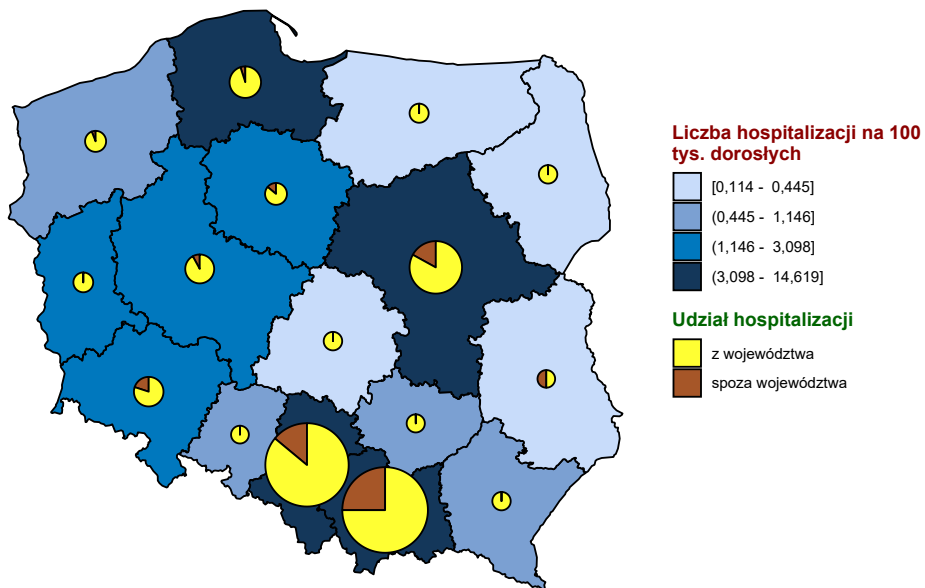 Liczba hospitalizacji na 100
tys. dorosłych
[0,114 - 0,445]
(0,445 - 1,146]
(1,146 - 3,098]
(3,098 - 14,619]
Udział hospitalizacji
z województwa
spoza województwa